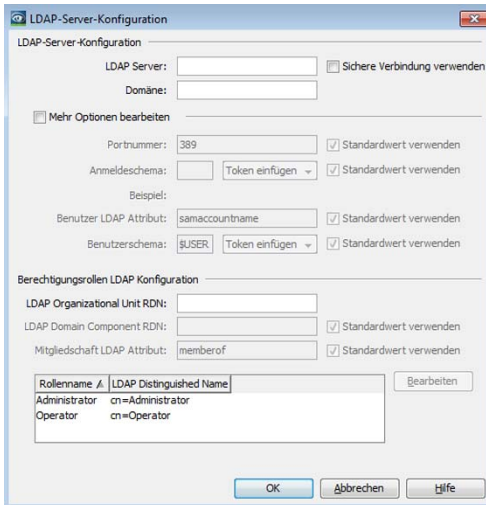 LDAP-Server-Konfiguration
LDAP-Server-Konfiguration
LDAP Server: Sichere Verbindung verwenden
Domäne:
Mehr Optionen bearbeiten
Portnummer: 389 Standardwert verwenden
Anmeldeschema: Token einfügen Standardwert verwenden
Beispiel:
Benutzer LDAP Attribut: samaccountname Standardwert verwenden
Benutzerschema: $USER Token einfügen Standardwert verwenden
Berechtigungsrollen LDAP Konfiguration
LDAP Organizational Unit RDN:
LDAP Domain Component RDN: Standardwert verwenden
Mitgliedschaft LDAP Attribut: memberof Standardwert verwenden
Rollenname LDAP Distinguished Name Bearbeiten
Administrator cn=Administrator
Operator cn=Operator
OK Abbrechen Hilfe